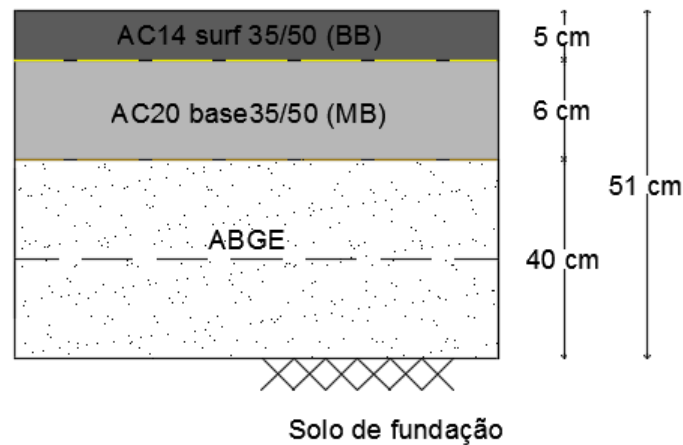 AC14 surf 35/50 (BB)
5 cm
AC20 base35/50 (MB)
6 cm
51 cm
ABGE
40 cm
Solo de fundação